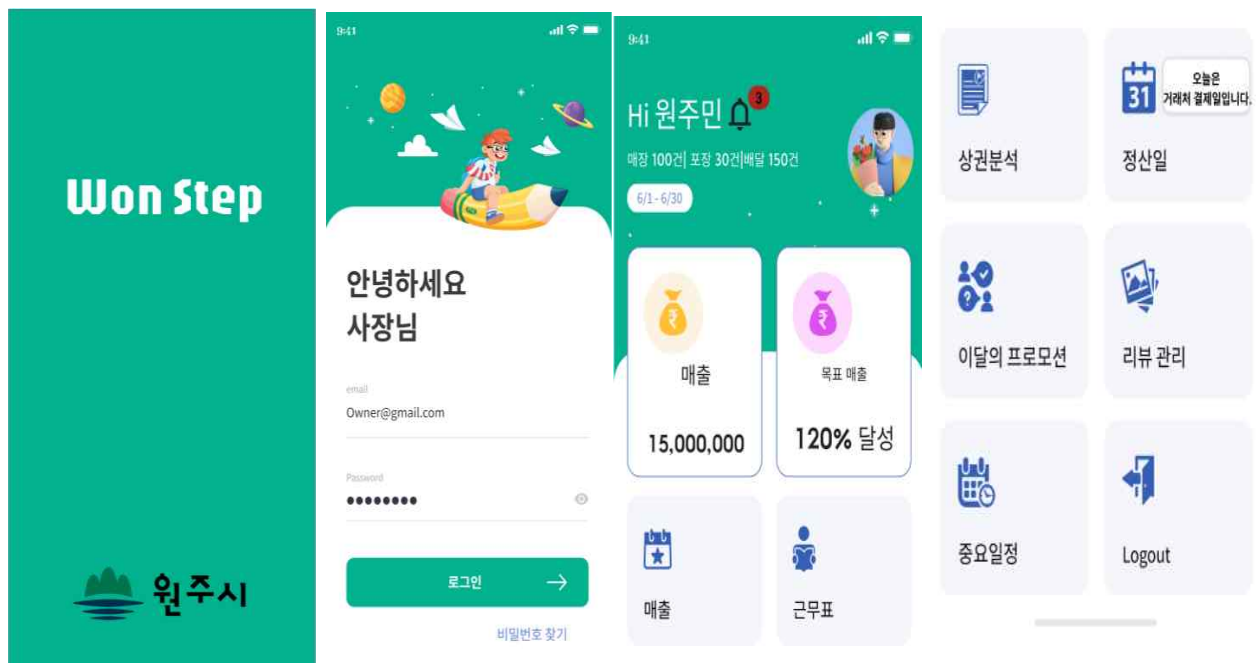 Won Step
원주시
9:41
안녕하세요
사장님
email
Owner@gmail.com
Password
로그인
비밀번호 찾기
9:41
Hi 원주민
3
매장 100건| 포장 30건|배달 150건
6/1 - 6/30
매출
15,000,000
목표 매출
120% 달성
매출
근무표
상권분석
31
오늘은
거래처 결제일입니다.
정산일
이달의 프로모션
리뷰 관리
중요일정
Logout